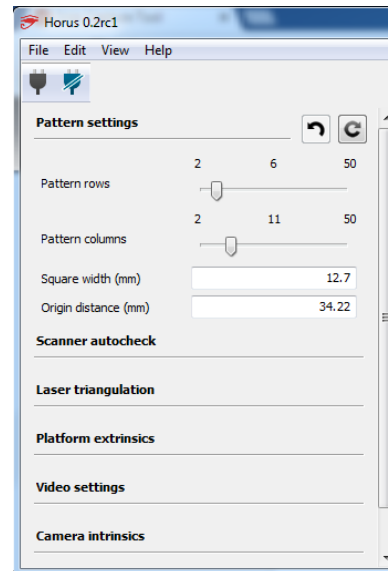 Horus 0.2rc1
File Edit View Help
Pattern settings
2 6 50
Pattern rows
2 11 50
Pattern columns
Square width (mm) 12.7
Origin distance (mm) 34.22
Scanner autocheck
Laser triangulation
Platform extrinsics
Video settings
Camera intrinsics